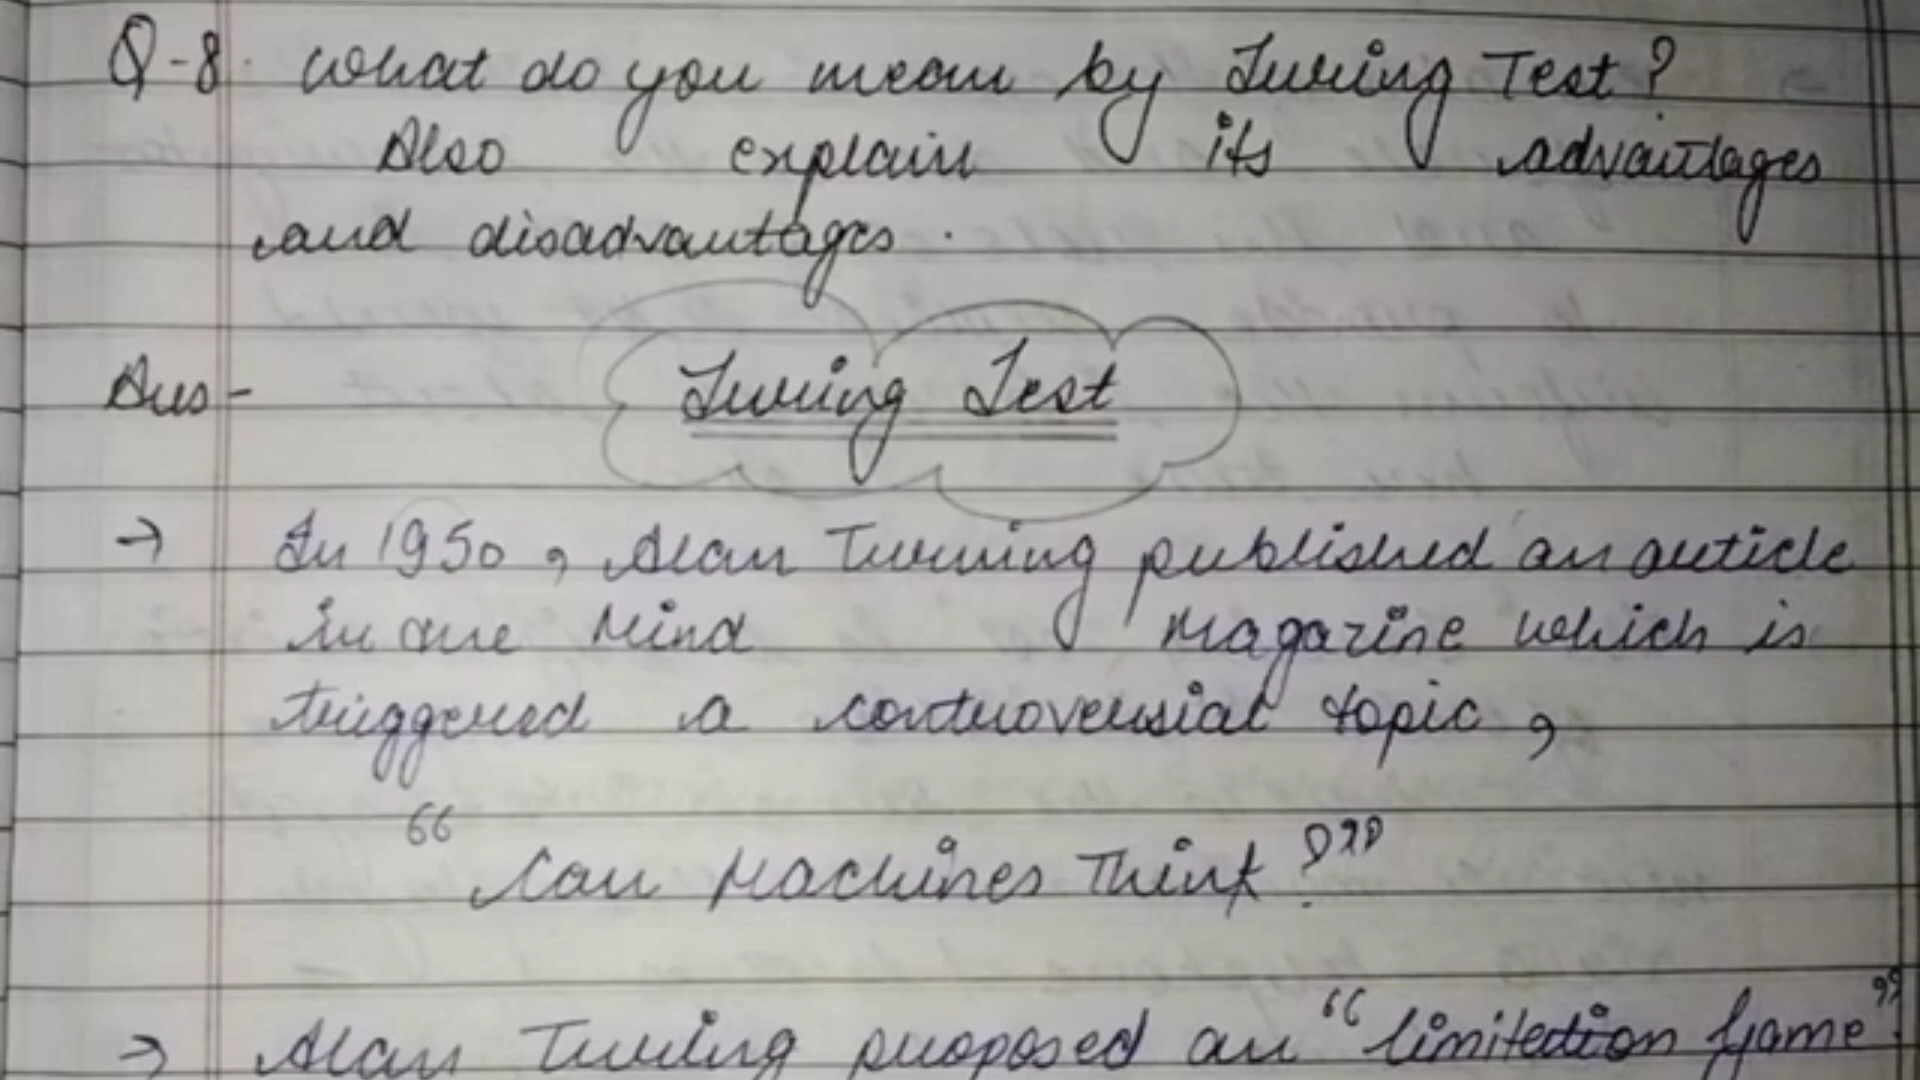 Q-8. What do you mean by Turing Test?
Also explain its advantages
and disadvantages.
Ans-
Turing Test
→ In 1950, Alan Turning published an article
in one Mind Magazine which is
triggered a controversial topic,
“Can Machines Think?”
→ Alan Turing proposed an “limitedtion Game”